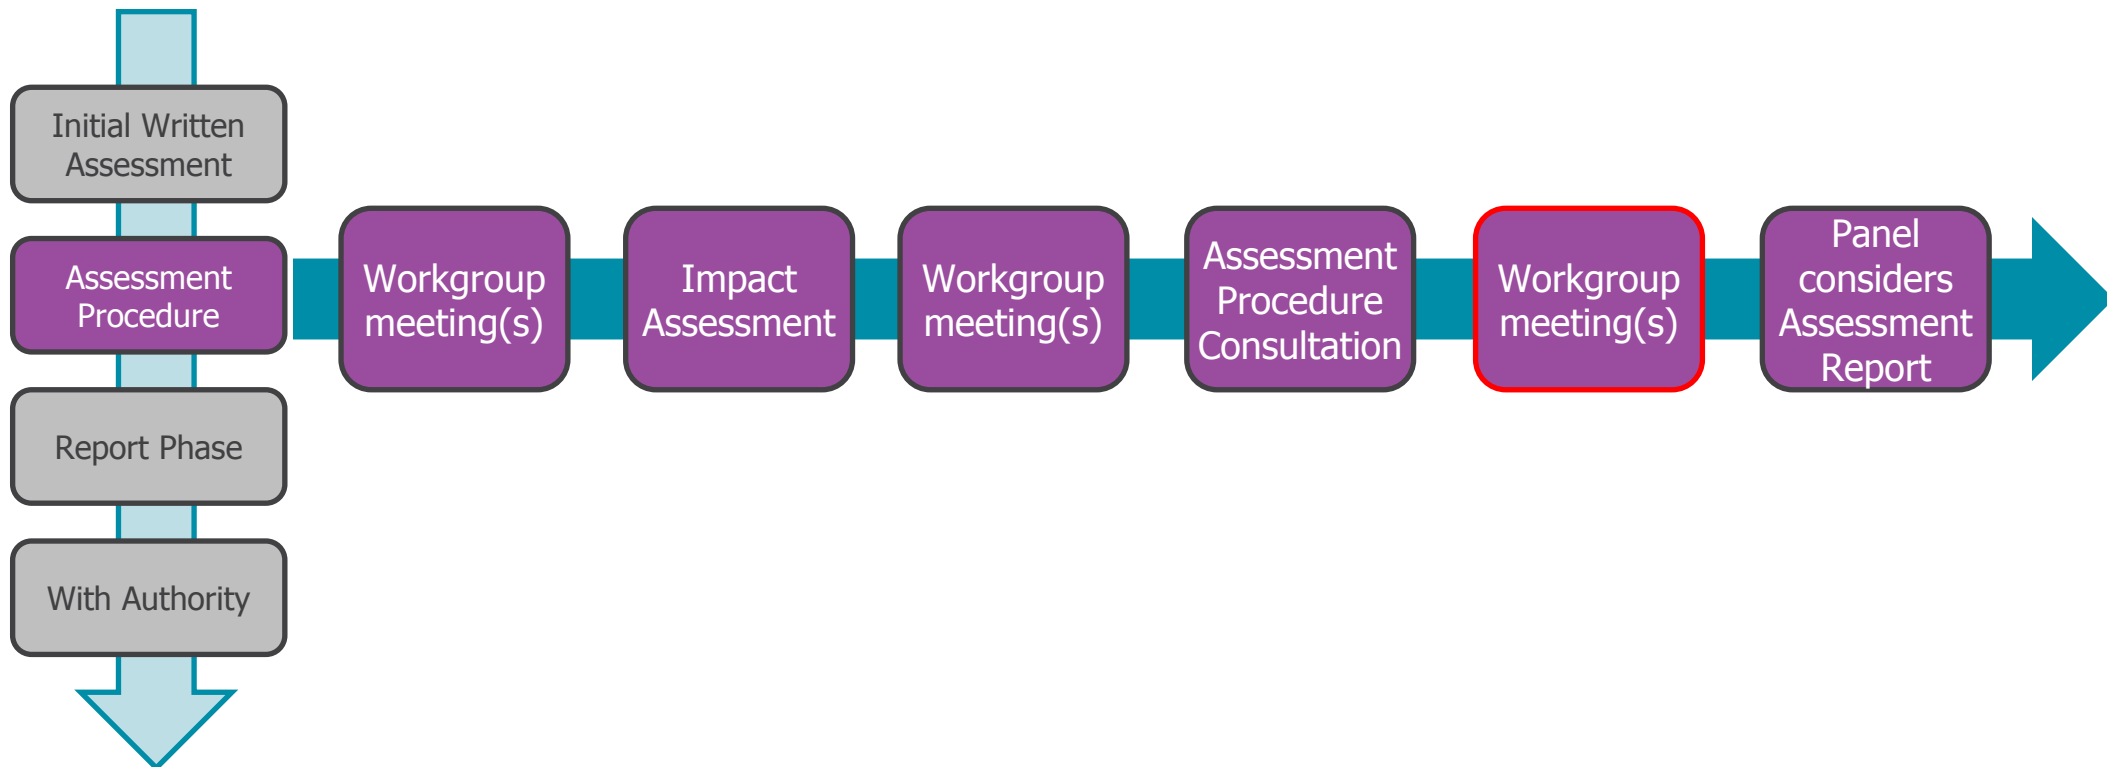 Initial Written
Assessment
Assessment
Procedure
Report Phase
With Authority
Workgroup
meeting(s)
Impact
Assessment
Workgroup
meeting(s)
Assessment
Procedure
Consultation
Workgroup
meeting(s)
Panel
considers
Assessment
Report